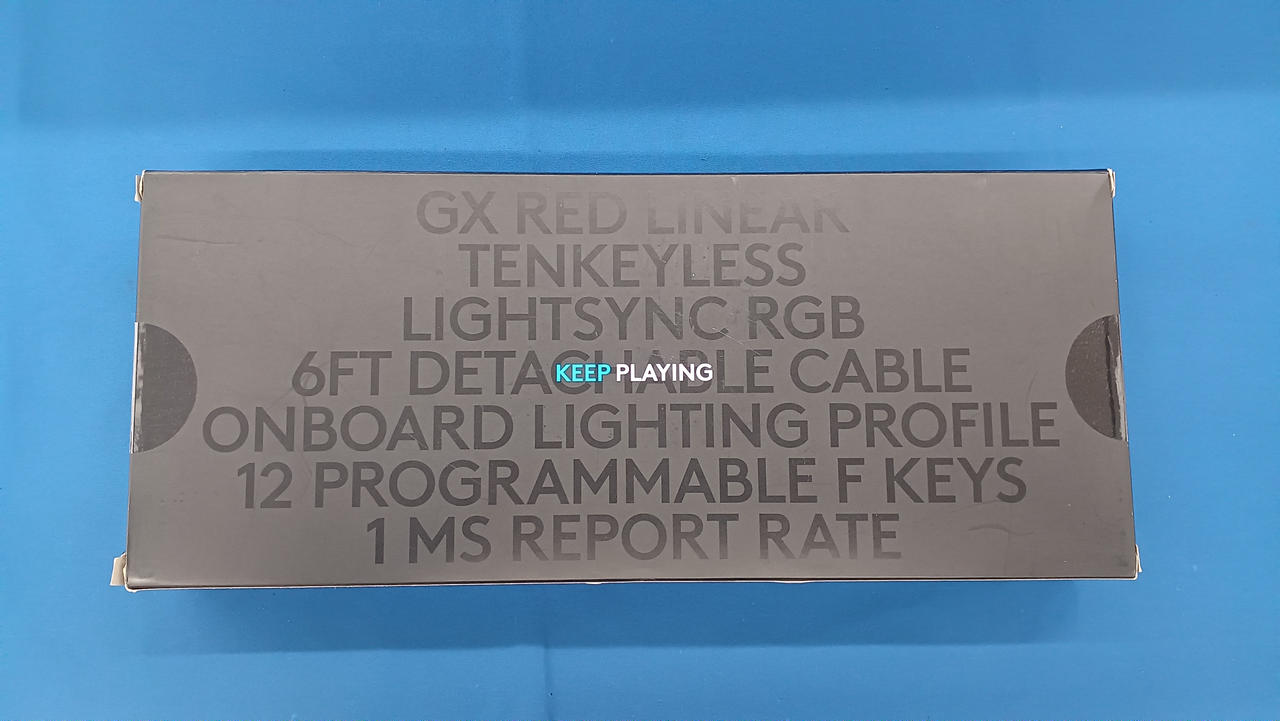 GX RED LINEAR
TENKEYLESS
LIGHTSYNC RGB
6FT DETACHABLE CABLE
KEEP PLAYING
ONBOARD LIGHTING PROFILE
12 PROGRAMMABLE F KEYS
1 MS REPORT RATE